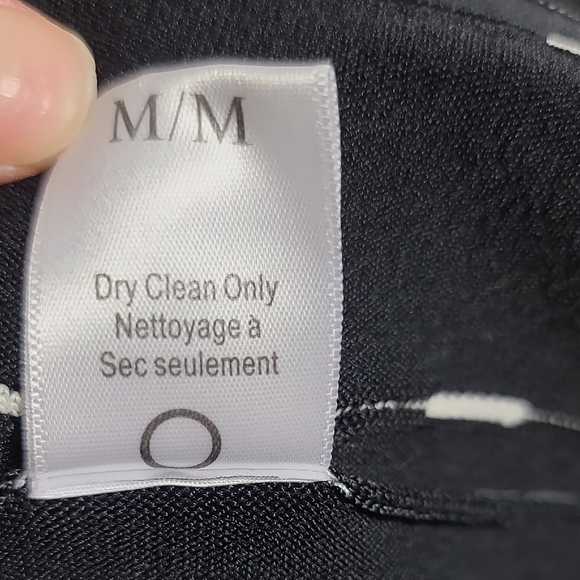 M/M
Dry Clean Only
Nettoyage à
Sec seulement